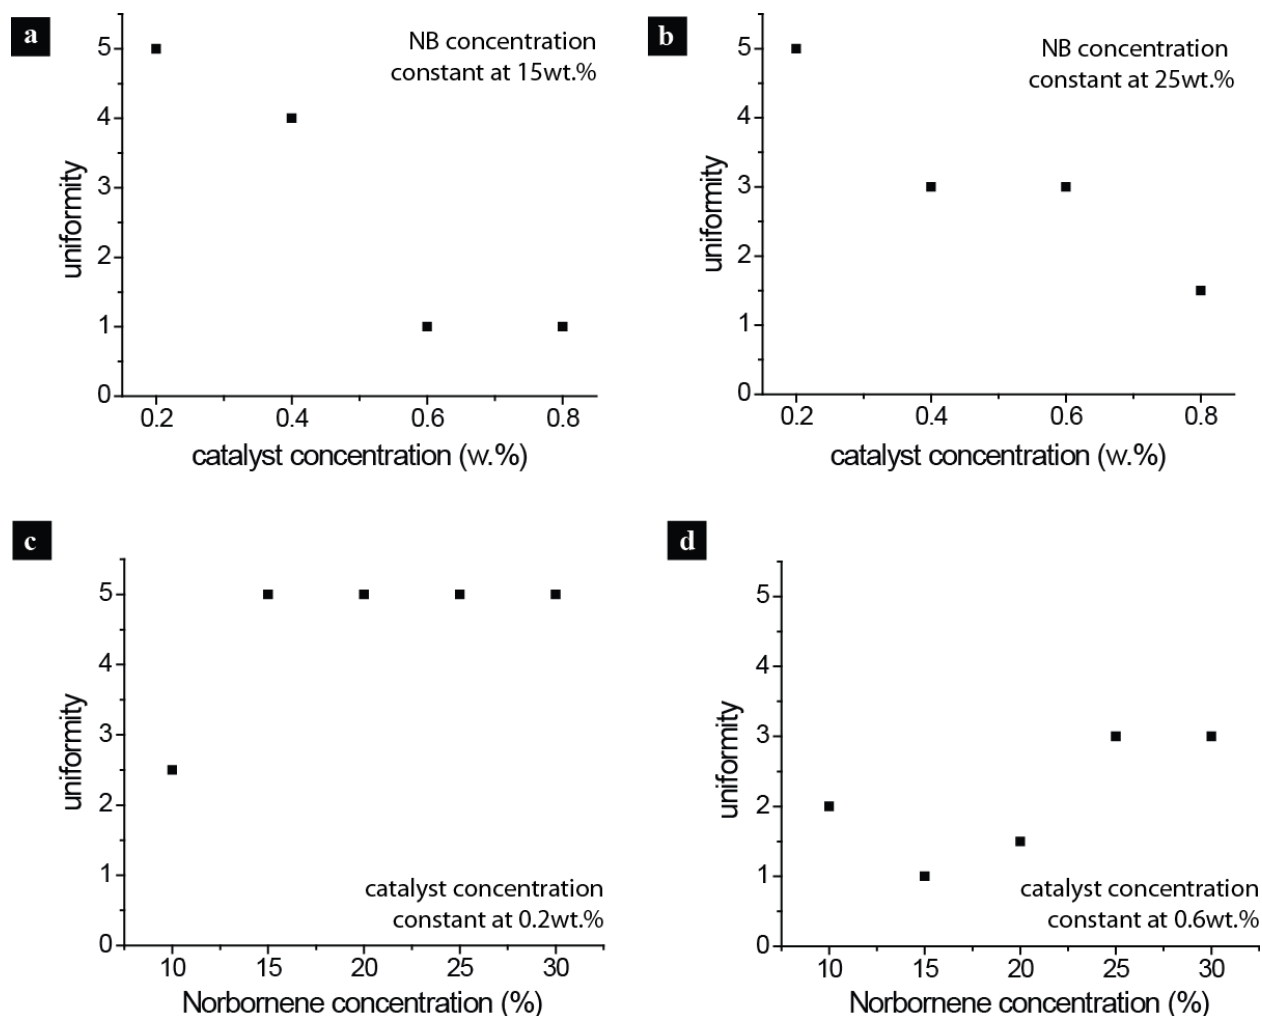 a
NB concentration
constant at 15wt.%
5
4
3
2
1
0
uniformity
0.2 0.4 0.6 0.8
catalyst concentration (w.%)
b
NB concentration
constant at 25wt.%
5
4
3
2
1
0
uniformity
0.2 0.4 0.6 0.8
catalyst concentration (w.%)
c
5
4
3
2
1
0
uniformity
catalyst concentration
constant at 0.2wt.%
10 15 20 25 30
Norbornene concentration (%)
d
5
4
3
2
1
0
uniformity
catalyst concentration
constant at 0.6wt.%
10 15 20 25 30
Norbornene concentration (%)